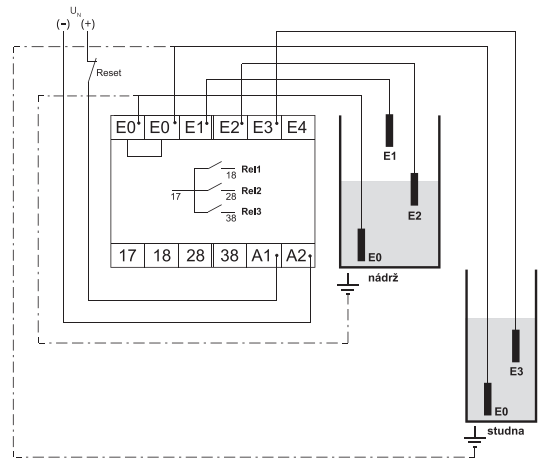 U_N
(-) (+)
Reset
E0 E0 E1 E2 E3 E4
18 Rel1
17 28 Rel2
38 Rel3
17 18 28 38 A1 A2
E1
E2
E0
nádrž
E3
E0
studna